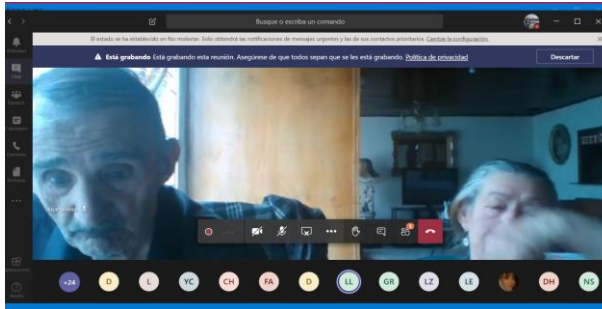 Busque o escriba un comando
El estado se ha establecido en No molestar. Solo obtendrá las notificaciones de mensajes urgentes y las de sus contactos prioritarios. Cambie la configuración.
Está grabando Está grabando esta reunión. Asegúrese de que todos sepan que se les está grabando. Política de privacidad
Descartar
Chat
+24 D L YC CH FA D LL GR LZ LE DH NS